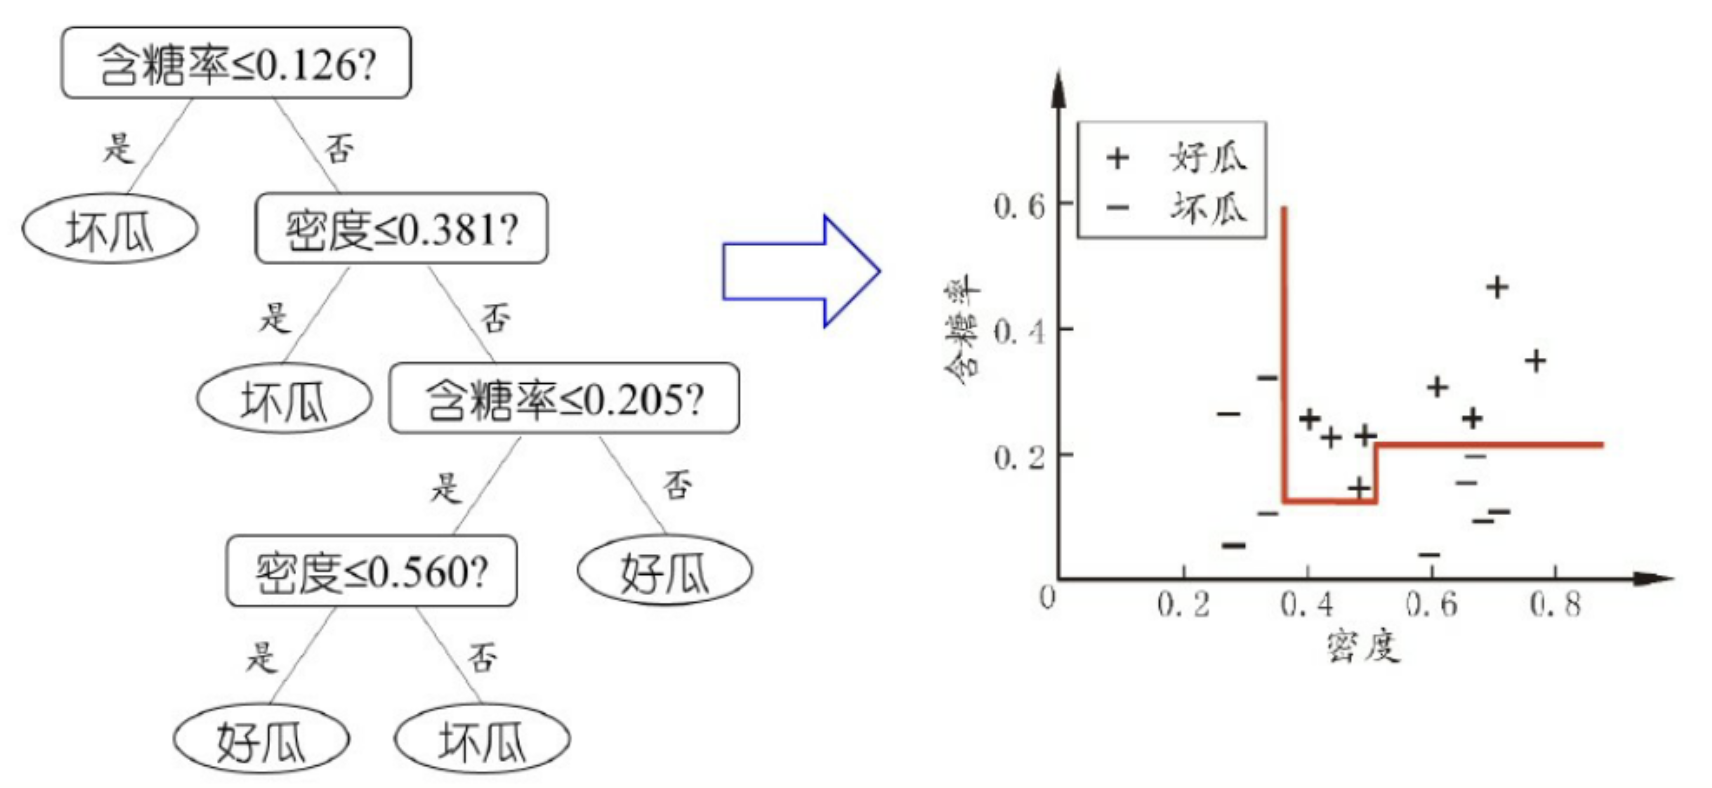 含糖率≤0.126?
是
否
坏瓜
密度≤0.381?
是
否
坏瓜
含糖率≤0.205?
是
否
密度≤0.560?
好瓜
是
否
好瓜
坏瓜
+ 好瓜
− 坏瓜
含糖率
0.6
0.4
0.2
0
0.2
0.4
0.6
0.8
密度